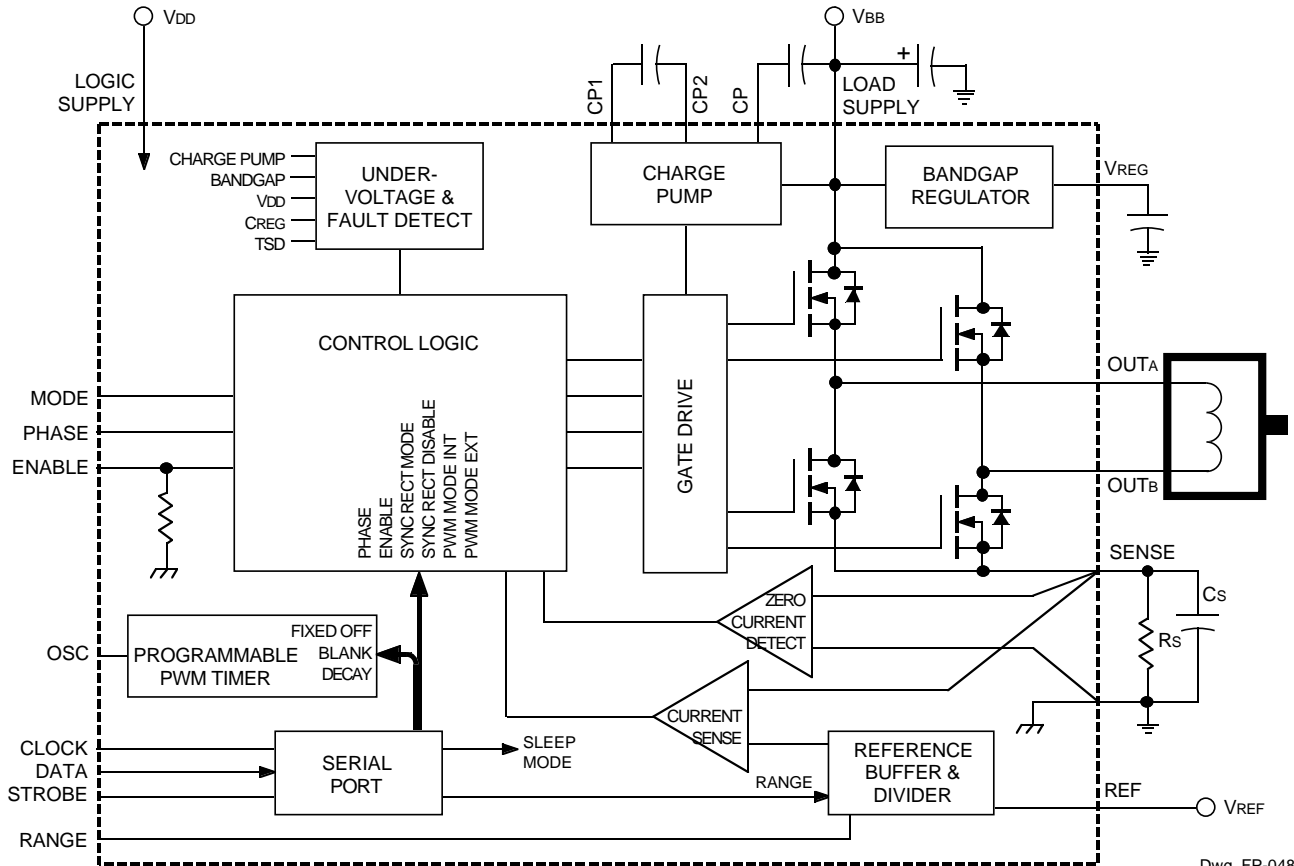 VDD
VBB
LOGIC
SUPPLY
CP1
CP2
CP
+
LOAD
SUPPLY
CHARGE PUMP
BANDGAP
VDD
CREG
TSD
UNDER-
VOLTAGE &
FAULT DETECT
CHARGE
PUMP
BANDGAP
REGULATOR
VREG
CONTROL LOGIC
GATE DRIVE
MODE
PHASE
ENABLE
PHASE
ENABLE
SYNC RECT MODE
SYNC RECT DISABLE
PWM MODE INT
PWM MODE EXT
OUTA
OUTB
SENSE
CS
RS
ZERO
CURRENT
DETECT
OSC
PROGRAMMABLE
PWM TIMER
FIXED OFF
BLANK
DECAY
CURRENT
SENSE
CLOCK
DATA
STROBE
SERIAL
PORT
SLEEP
MODE
RANGE
REFERENCE
BUFFER &
DIVIDER
REF
VREF
RANGE